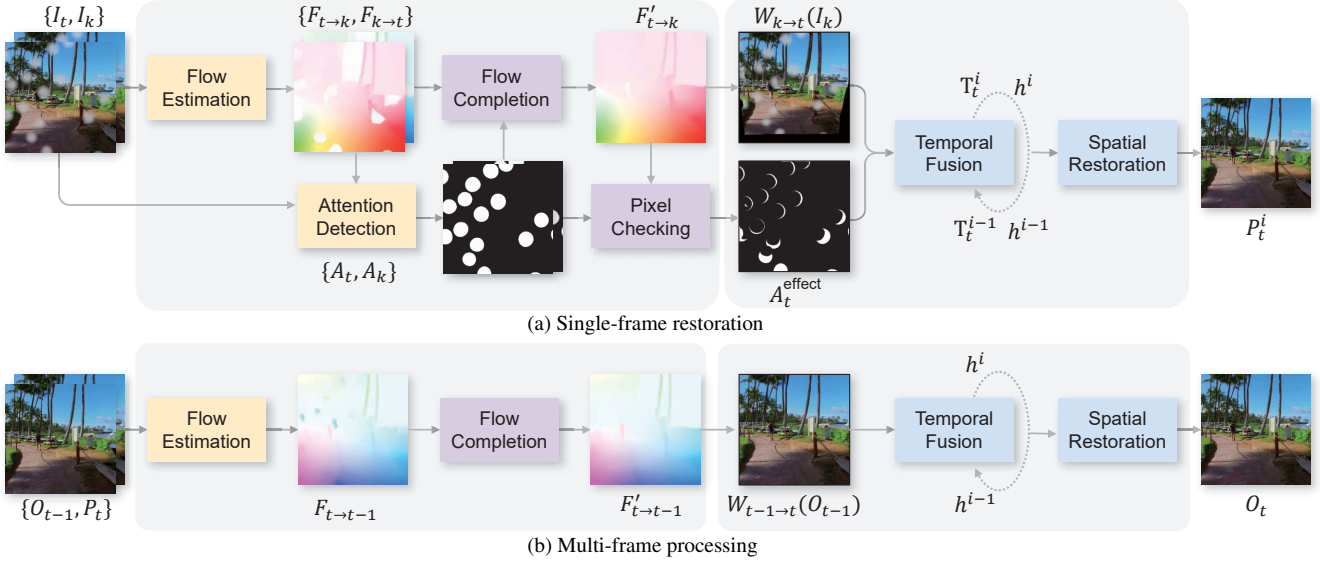 {I_t, I_k}
{F_{t→k}, F_{k→t}}
F'_{t→k}
W_{k→t}(I_k)
Flow
Estimation
Flow
Completion
T_t^i
h^i
Temporal
Fusion
Spatial
Restoration
Attention
Detection
Pixel
Checking
T_t^{i−1}
h^{i−1}
P_t^i
{A_t, A_k}
A_t^{effect}
(a) Single-frame restoration
h^i
Flow
Estimation
Flow
Completion
Temporal
Fusion
Spatial
Restoration
{O_{t−1}, P_t}
F_{t→t−1}
F'_{t→t−1}
W_{t−1→t}(O_{t−1})
h^{i−1}
O_t
(b) Multi-frame processing